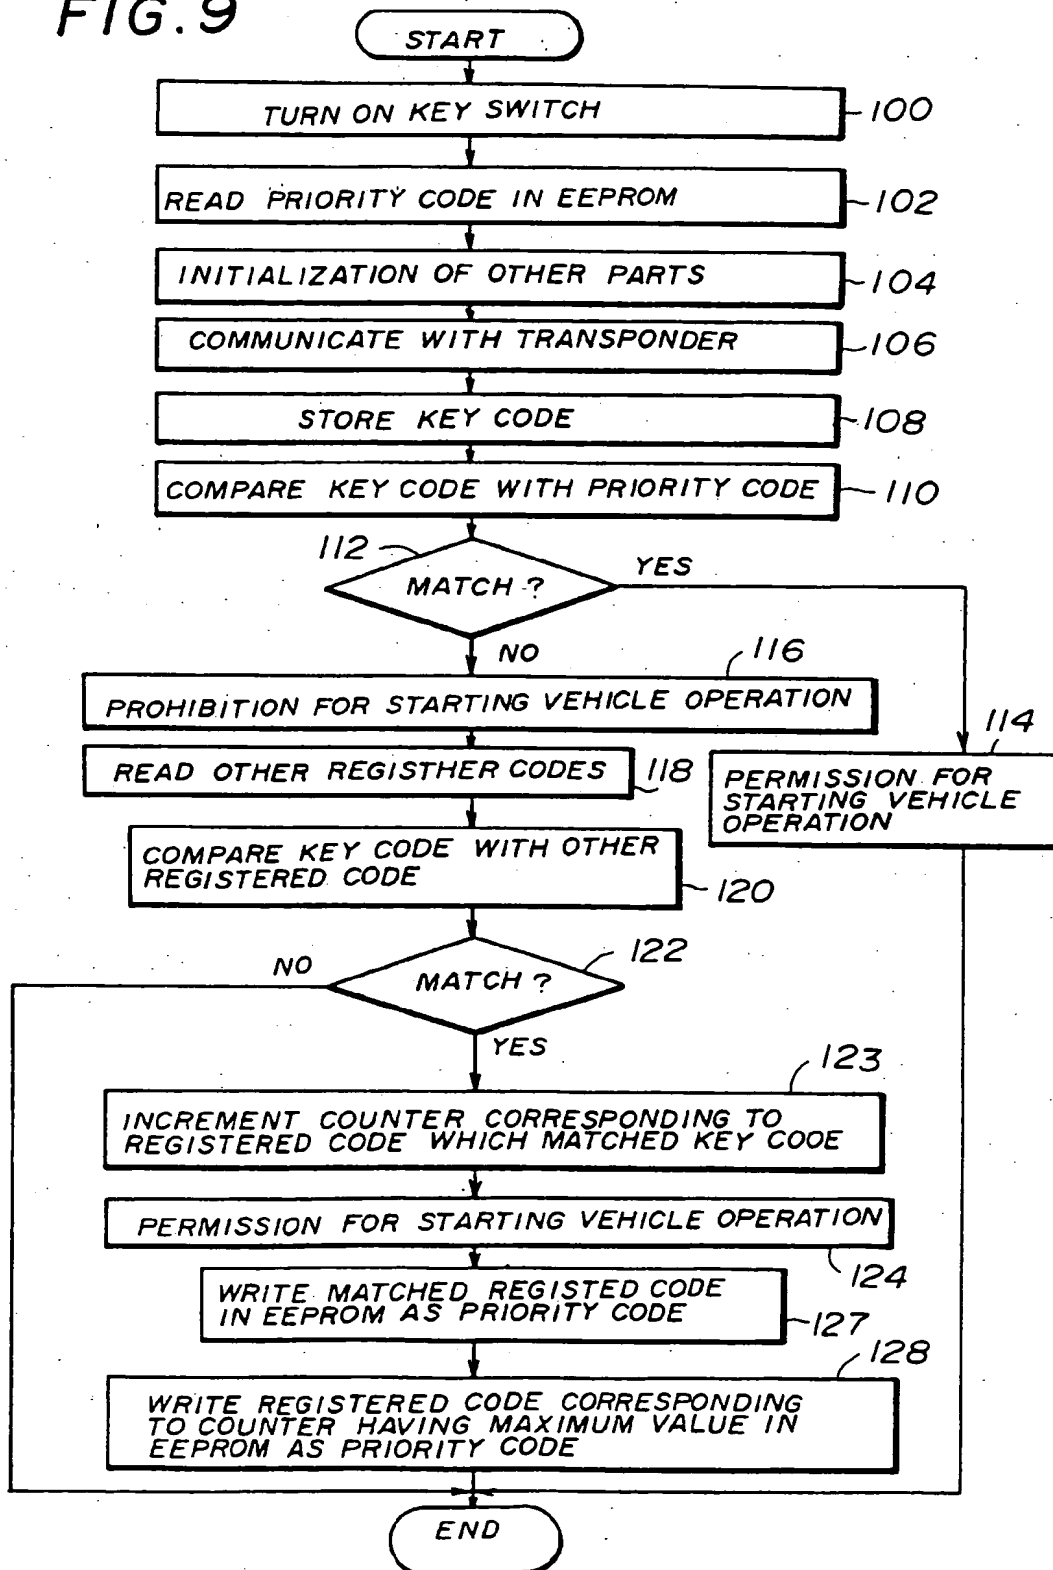 FIG. 9
START
TURN ON KEY SWITCH
100
READ PRIORITY CODE IN EEPROM
102
INITIALIZATION OF OTHER PARTS
104
COMMUNICATE WITH TRANSPONDER
106
STORE KEY CODE
108
COMPARE KEY CODE WITH PRIORITY CODE
110
112
MATCH ?
YES
NO
116
PROHIBITION FOR STARTING VEHICLE OPERATION
114
PERMISSION FOR
STARTING VEHICLE
OPERATION
READ OTHER REGISTHER CODES
118
COMPARE KEY CODE WITH OTHER
REGISTERED CODE
120
122
NO
MATCH ?
YES
123
INCREMENT COUNTER CORRESPONDING TO
REGISTERED CODE WHICH MATCHED KEY COOE
PERMISSION FOR STARTING VEHICLE OPERATION
124
WRITE MATCHED REGISTED CODE
IN EEPROM AS PRIORITY CODE
127
128
WRITE REGISTERED CODE CORRESPONDING
TO COUNTER HAVING MAXIMUM VALUE IN
EEPROM AS PRIORITY CODE
END